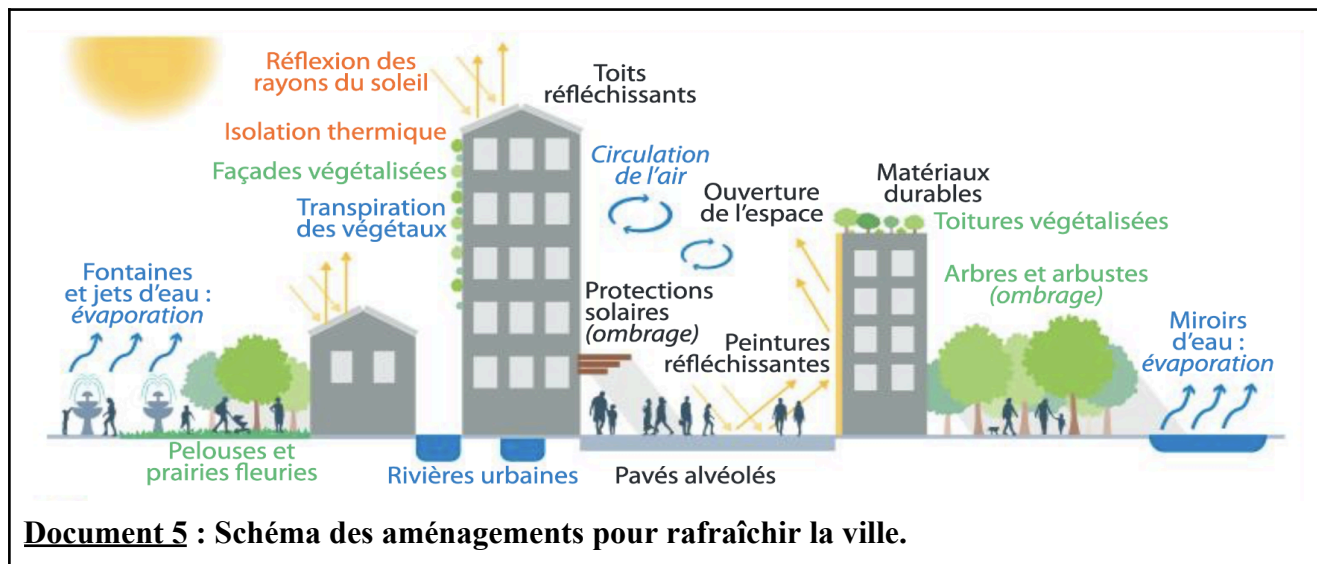 Réflexion des
rayons du soleil
Toits
réfléchissants
Isolation thermique
Façades végétalisées
Transpiration
des végétaux
Circulation
de l'air
Ouverture
de l'espace
Matériaux
durables
Toitures végétalisées
Fontaines
et jets d'eau :
évaporation
Protections
solaires
(ombrage)
Peintures
réfléchissantes
Arbres et arbustes
(ombrage)
Miroirs
d'eau :
évaporation
Pelouses et
prairies fleuries
Rivières urbaines
Pavés alvéolés
Document 5 : Schéma des aménagements pour rafraîchir la ville.